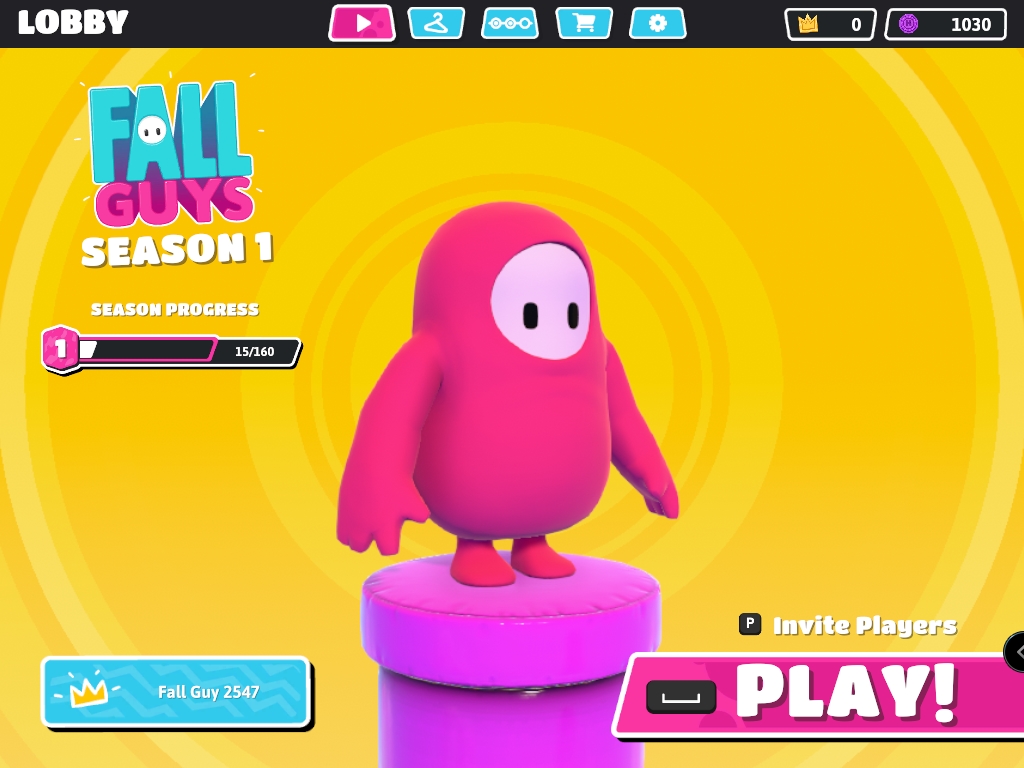 LOBBY
0
1030
FALL
GUYS
SEASON 1
SEASON PROGRESS
1
15/160
P Invite Players
Fall Guy 2547
PLAY!